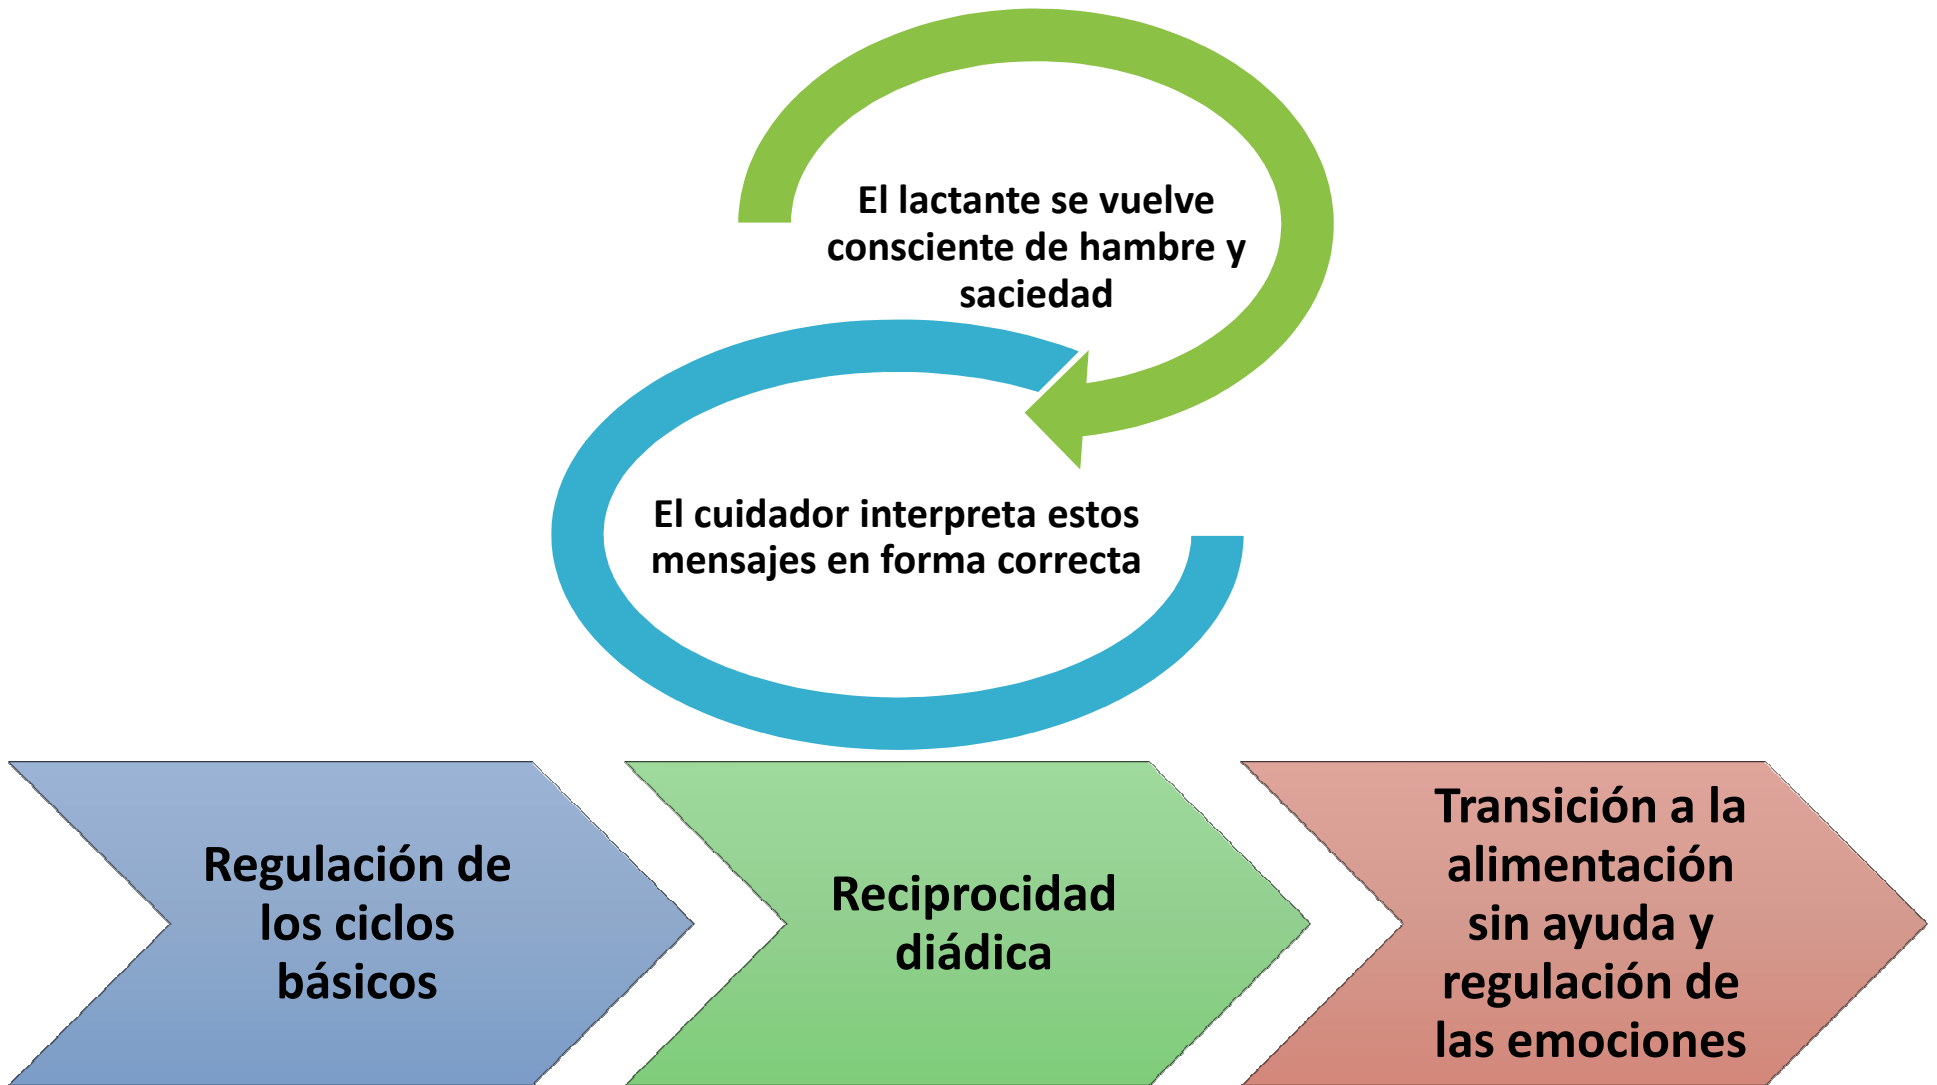 El lactante se vuelve
consciente de hambre y
saciedad
El cuidador interpreta estos
mensajes en forma correcta
Regulación de
los ciclos
básicos
Reciprocidad
diádica
Transición a la
alimentación
sin ayuda y
regulación de
las emociones